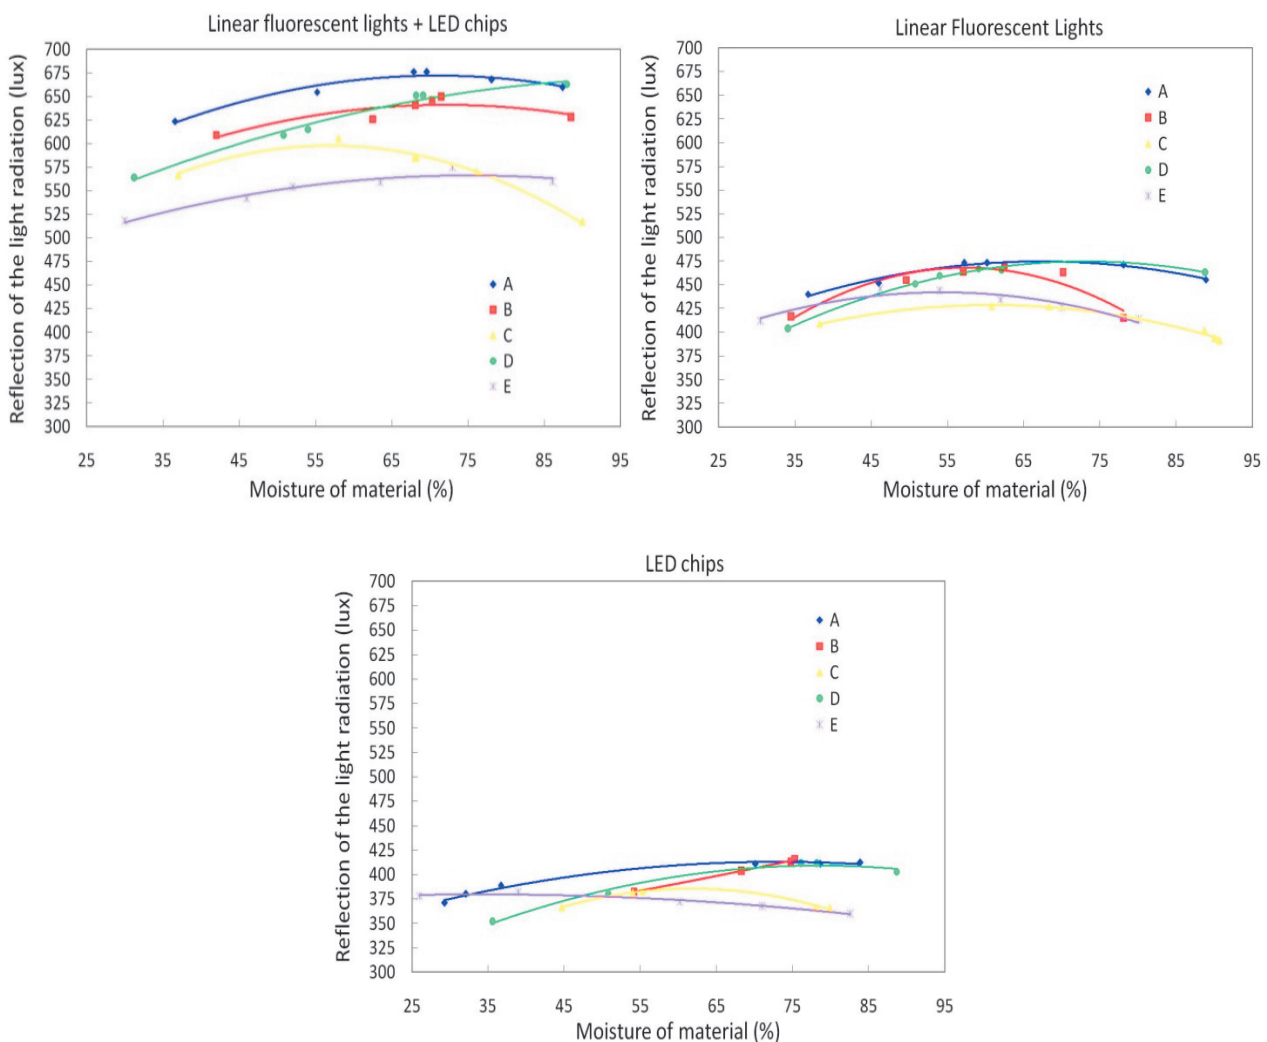 Linear fluorescent lights + LED chips
Reflection of the light radiation (lux)
700
675
650
625
600
575
550
525
500
475
450
425
400
375
350
325
300
A
B
C
D
E
25 35 45 55 65 75 85 95
Moisture of material (%)
Linear Fluorescent Lights
Reflection of the light radiation (lux)
700
675
650
625
600
575
550
525
500
475
450
425
400
375
350
325
300
A
B
C
D
E
25 35 45 55 65 75 85 95
Moisture of material (%)
LED chips
Reflection of the light radiation (lux)
700
675
650
625
600
575
550
525
500
475
450
425
400
375
350
325
300
A
B
C
D
E
25 35 45 55 65 75 85 95
Moisture of material (%)